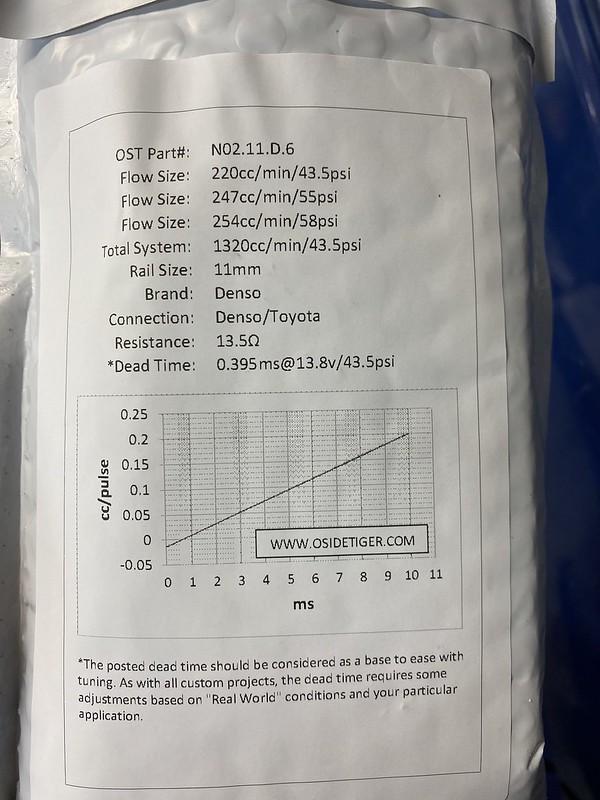 OST Part#: N02.11.D.6
Flow Size: 220cc/min/43.5psi
Flow Size: 247cc/min/55psi
Flow Size: 254cc/min/58psi
Total System: 1320cc/min/43.5psi
Rail Size: 11mm
Brand: Denso
Connection: Denso/Toyota
Resistance: 13.5Ω
*Dead Time: 0.395ms@13.8v/43.5psi
cc/pulse
0.25
0.2
0.15
0.1
0.05
0
-0.05
WWW.OSIDETIGER.COM
0 1 2 3 4 5 6 7 8 9 10 11
ms
*The posted dead time should be considered as a base to ease with
tuning. As with all custom projects, the dead time requires some
adjustments based on "Real World" conditions and your particular
application.